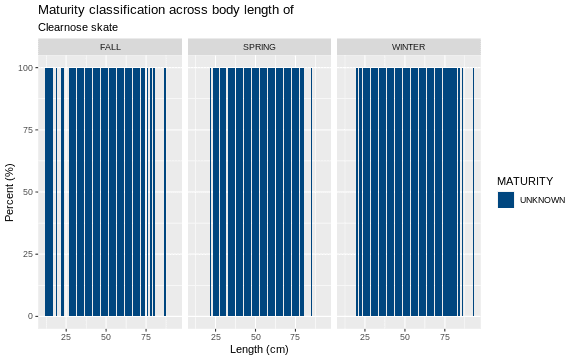 Maturity classification across body length of
Clearnose skate
FALL
SPRING
WINTER
100
75
50
25
0
Percent (%)
25 50 75
25 50 75
25 50 75
Length (cm)
MATURITY
UNKNOWN